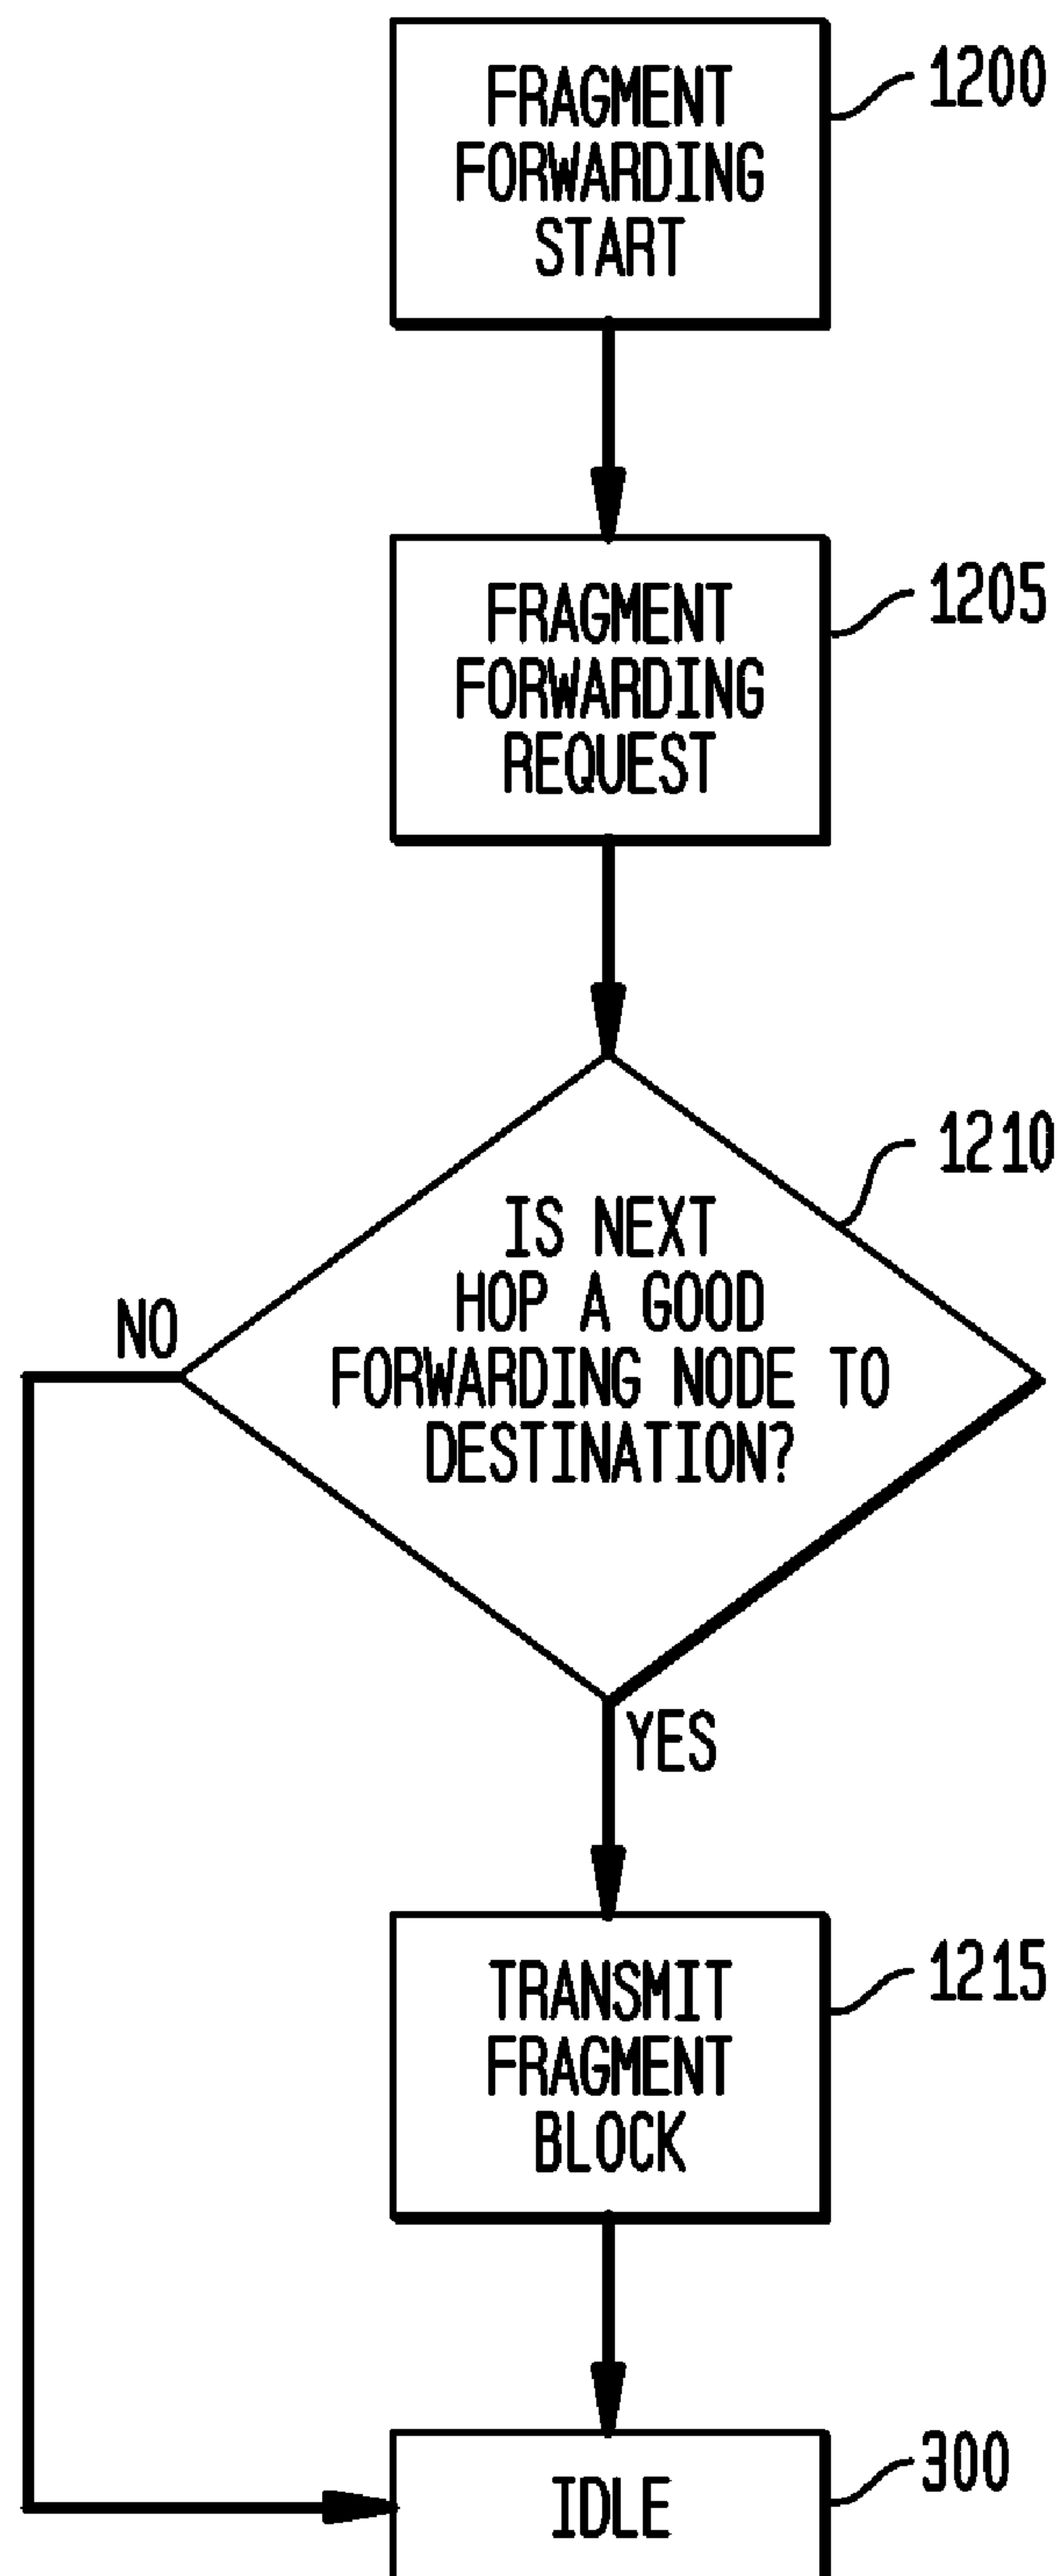 FRAGMENT
FORWARDING
START
1200
FRAGMENT
FORWARDING
REQUEST
1205
IS NEXT
HOP A GOOD
FORWARDING NODE TO
DESTINATION?
1210
NO
YES
TRANSMIT
FRAGMENT
BLOCK
1215
IDLE
300